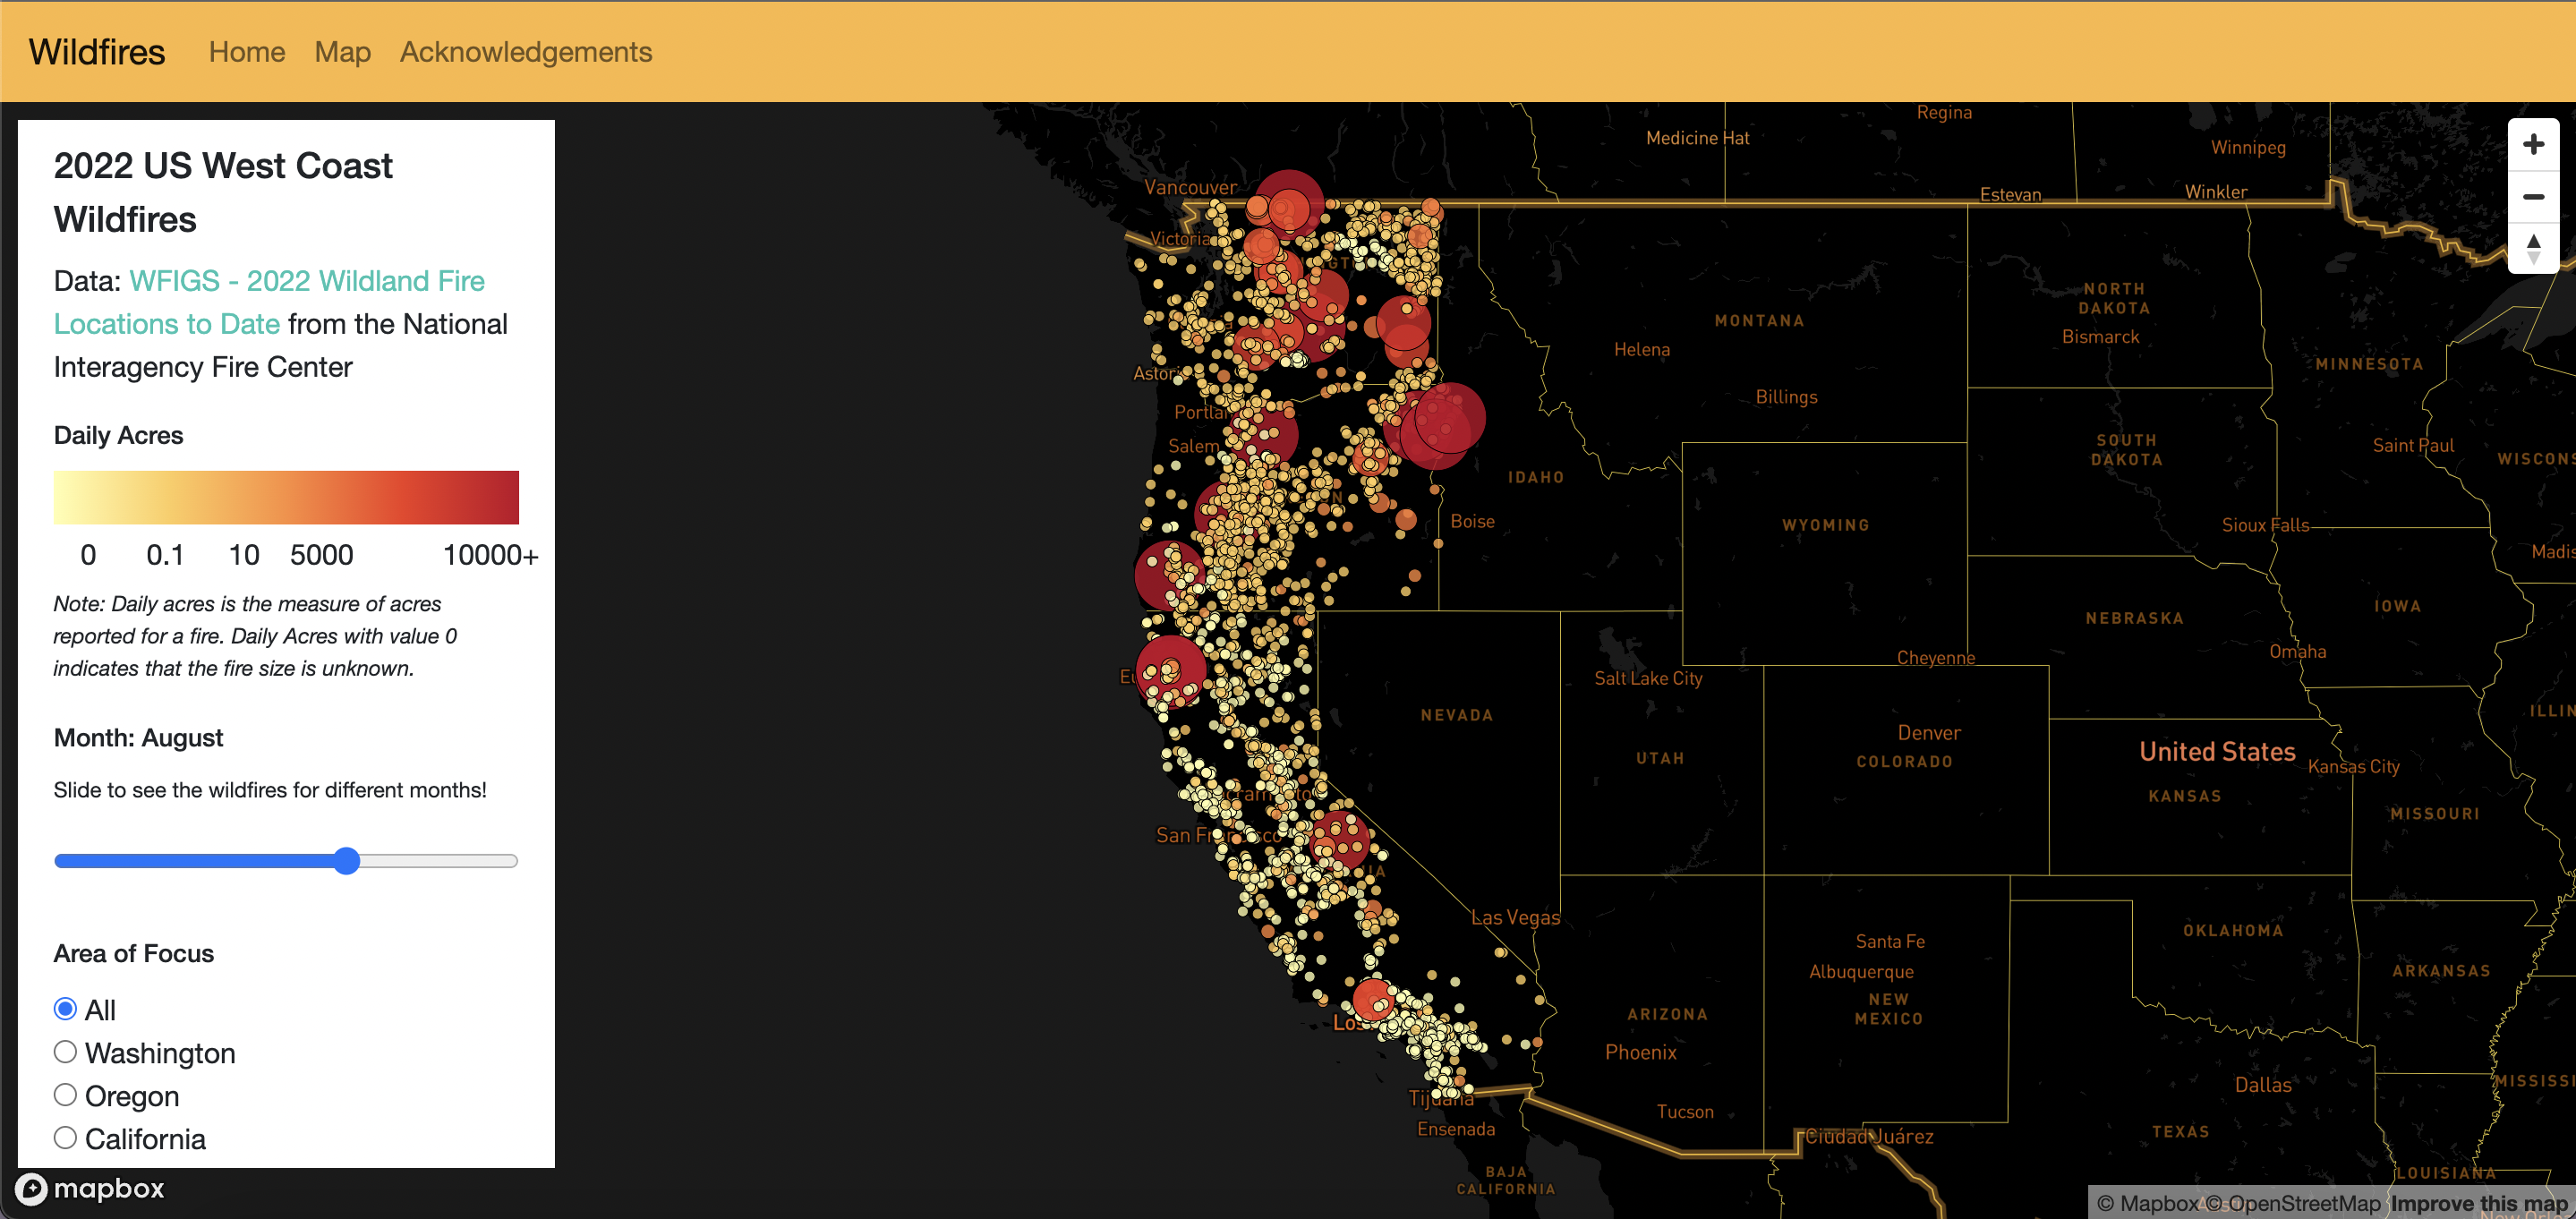 Wildfires Home Map Acknowledgements
2022 US West Coast
Wildfires
Data: WFIGS - 2022 Wildland Fire
Locations to Date from the National
Interagency Fire Center
Daily Acres
0 0.1 10 5000 10000+
Note: Daily acres is the measure of acres
reported for a fire. Daily Acres with value 0
indicates that the fire size is unknown.
Month: August
Slide to see the wildfires for different months!
Area of Focus
All
Washington
Oregon
California
mapbox
Regina
Medicine Hat
Winnipeg
Vancouver
Estevan
Winkler
Victoria
NORTH
DAKOTA
MONTANA
Bismarck
Helena
MINNESOTA
Astor
Billings
Portla
Salem
SOUTH
DAKOTA
Saint Paul
WISCONS
IDAHO
Boise
WYOMING
Sioux Falls
Madis
IOWA
NEBRASKA
Omaha
Cheyenne
Eu
Salt Lake City
NEVADA
ILLIN
Denver
United States
UTAH
COLORADO
Kansas City
KANSAS
MISSOURI
San Fr
Las Vegas
OKLAHOMA
Santa Fe
Albuquerque
ARKANSAS
NEW
MEXICO
ARIZONA
Los
Phoenix
MISSISSI
Dallas
Tijuana
Tucson
Ensenada
TEXAS
Ciudad Juárez
BAJA
CALIFORNIA
LOUISIANA
© Mapbox © OpenStreetMap Improve this map